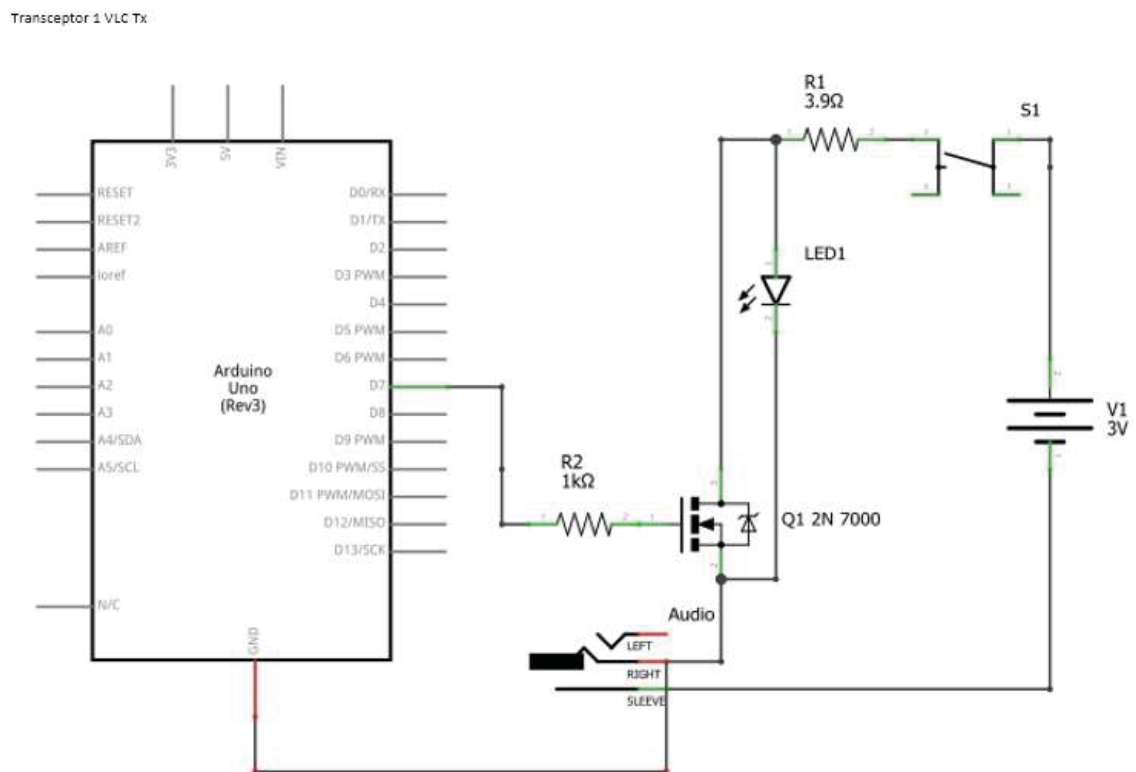 Transceptor 1 VLC Tx
R1
3.9Ω
S1
3V3
5V
VIN
RESET
RESET2
AREF
ioref
A0
A1
A2
A3
A4/SDA
A5/SCL
N/C
Arduino
Uno
(Rev3)
D0/RX
D1/TX
D2
D3 PWM
D4
D5 PWM
D6 PWM
D7
D8
D9 PWM
D10 PWM/SS
D11 PWM/MOSI
D12/MISO
D13/SCK
GND
LED1
V1
3V
R2
1kΩ
Q1 2N 7000
Audio
LEFT
RIGHT
SLEEVE